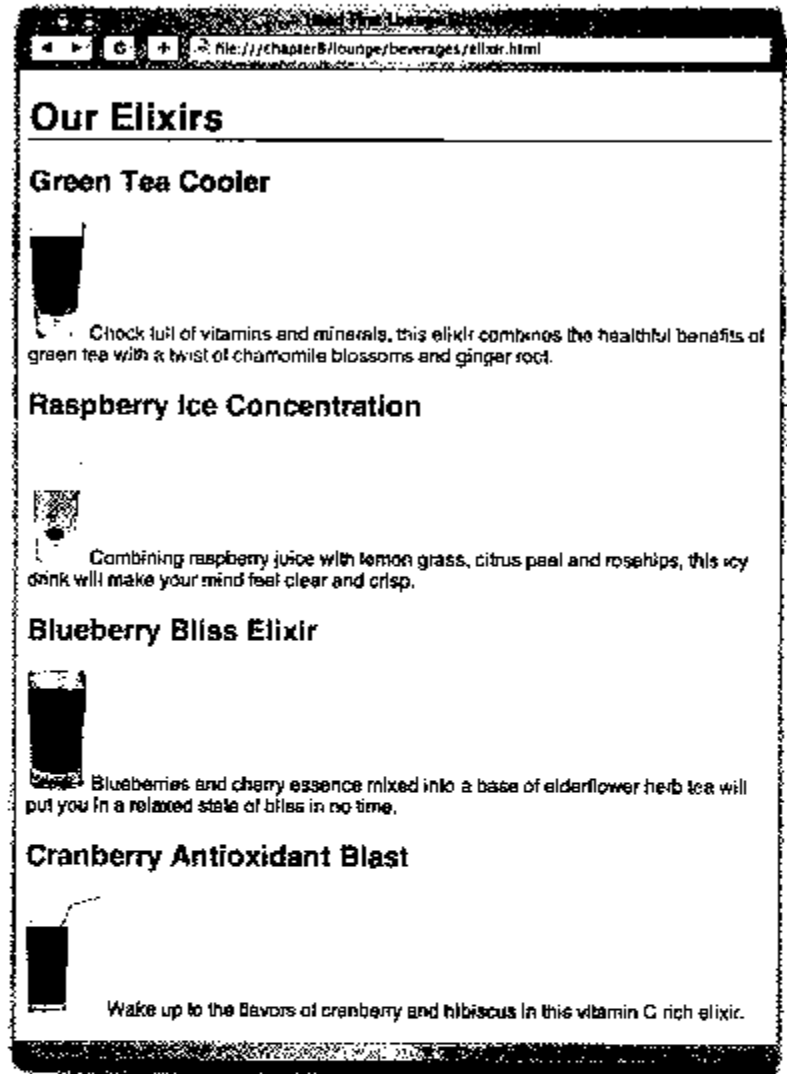 Head First Lounge
file:///chapter8/lounge/beverages/elixir.html
Our Elixirs
Green Tea Cooler
Chock full of vitamins and minerals, this elixir combines the healthful benefits of
green tea with a twist of chamomile blossoms and ginger root.
Raspberry Ice Concentration
Combining raspberry juice with lemon grass, citrus peel and rosehips, this icy
drink will make your mind feel clear and crisp.
Blueberry Bliss Elixir
Blueberries and cherry essence mixed into a base of elderflower herb tea will
put you in a relaxed state of bliss in no time.
Cranberry Antioxidant Blast
Wake up to the flavors of cranberry and hibiscus in this vitamin C rich elixir.